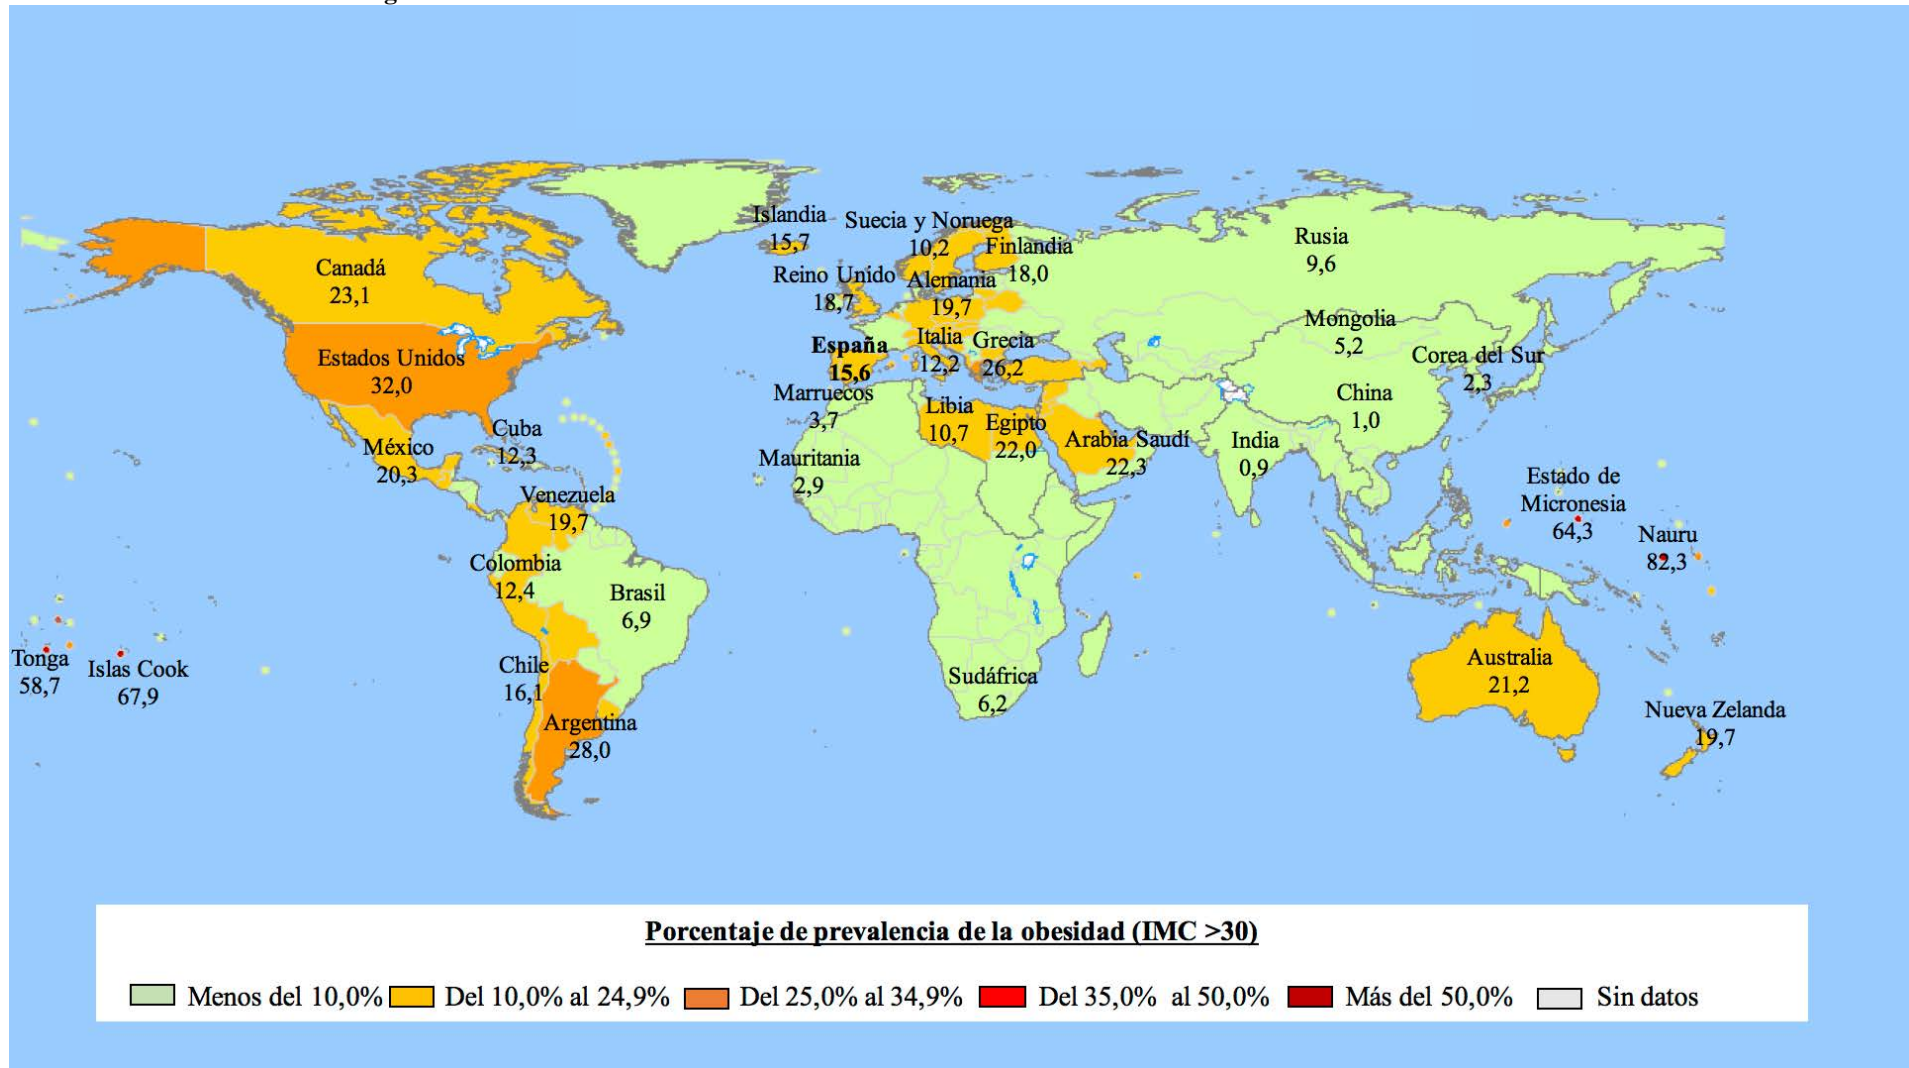 Islandia
15,7
Suecia y Noruega
10,2
Finlandia
18,0
Rusia
9,6
Canadá
23,1
Reino Unído
18,7
Alemania
19,7
Mongolia
5,2
Estados Unidos
32,0
España
15,6
Italia
12,2
Grecia
26,2
Corea del Sur
2,3
China
1,0
Marruecos
3,7
Libia
10,7
Egipto
22,0
Arabia Saudí
22,3
India
0,9
Cuba
12,3
México
20,3
Mauritania
2,9
Venezuela
19,7
Estado de
Micronesia
64,3
Nauru
82,3
Colombia
12,4
Brasil
6,9
Tonga
58,7
Islas Cook
67,9
Chile
16,1
Sudáfrica
6,2
Australia
21,2
Argentina
28,0
Nueva Zelanda
19,7
Porcentaje de prevalencia de la obesidad (IMC >30)
Menos del 10,0% Del 10,0% al 24,9% Del 25,0% al 34,9% Del 35,0% al 50,0% Más del 50,0% Sin datos